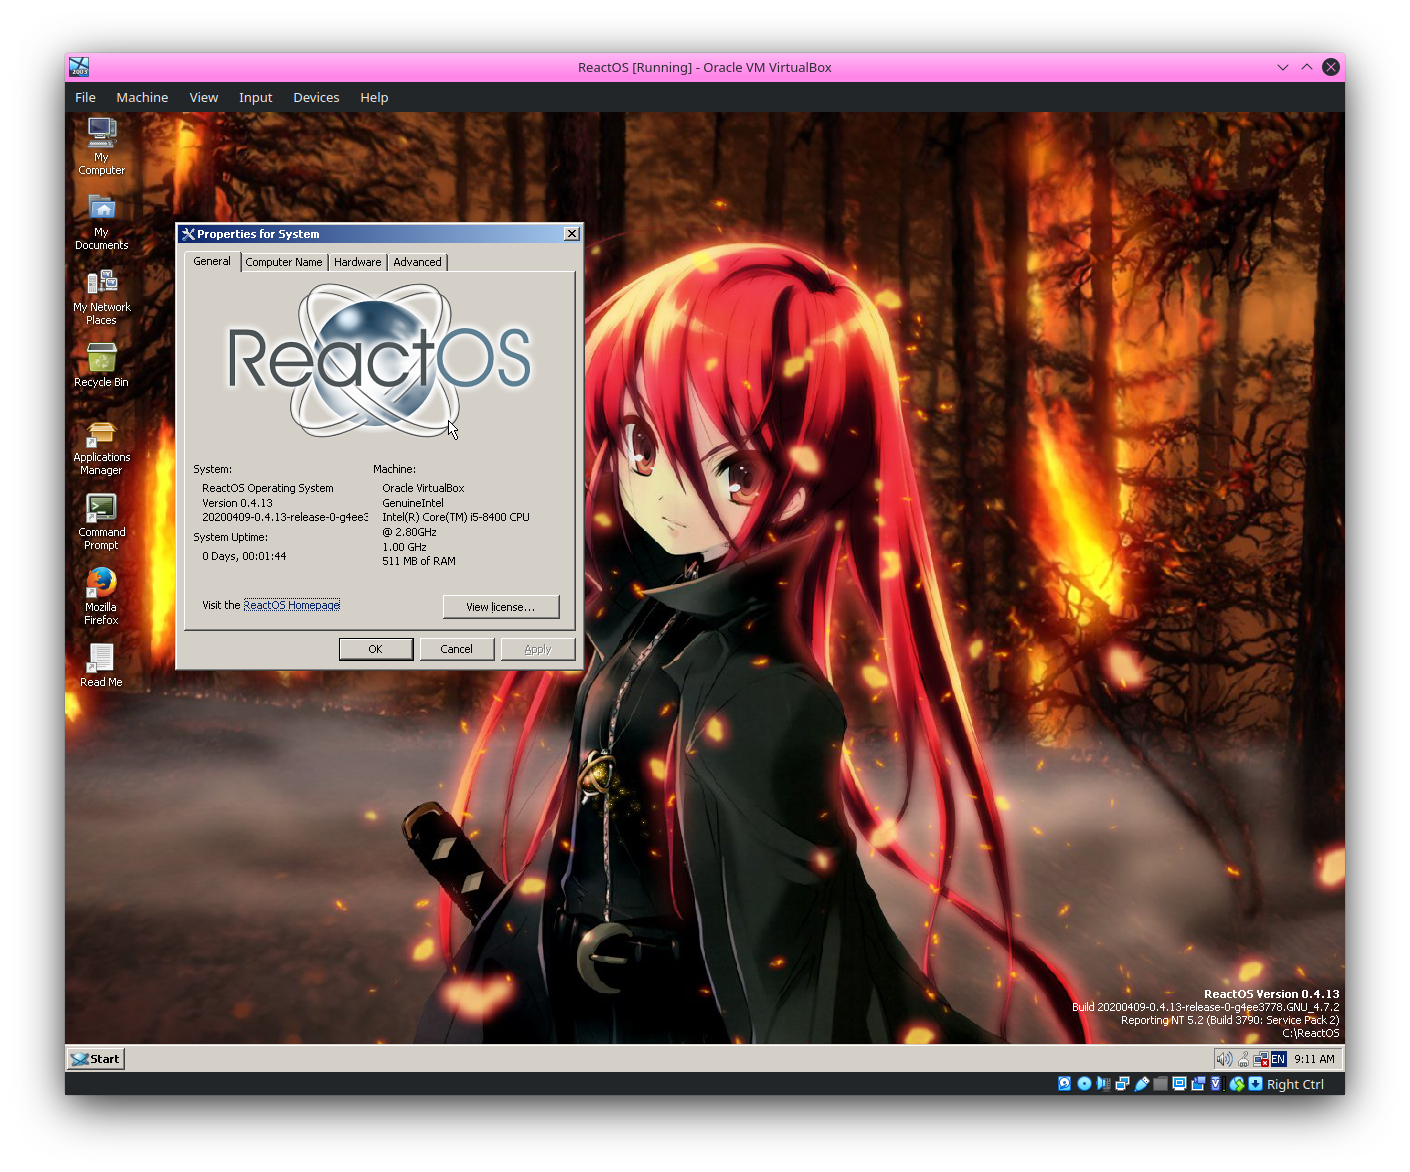 ReactOS [Running] - Oracle VM VirtualBox
File Machine View Input Devices Help
My
Computer
My
Documents
My Network
Places
Recycle Bin
Applications
Manager
Command
Prompt
Mozilla
Firefox
Read Me
Properties for System
General Computer Name Hardware Advanced
ReactOS
System:
ReactOS Operating System
Version 0.4.13
20200409-0.4.13-release-0-g4ee3
System Uptime:
0 Days, 00:01:44
Machine:
Oracle VirtualBox
GenuineIntel
Intel(R) Core(TM) i5-8400 CPU
@ 2.80GHz
1.00 GHz
511 MB of RAM
Visit the ReactOS Homepage
View license...
OK Cancel Apply
ReactOS Version 0.4.13
Build 20200409-0.4.13-release-0-g4ee3778.GNU_4.7.2
Reporting NT 5.2 (Build 3790: Service Pack 2)
C:\ReactOS
Start
EN 9:11 AM
Right Ctrl